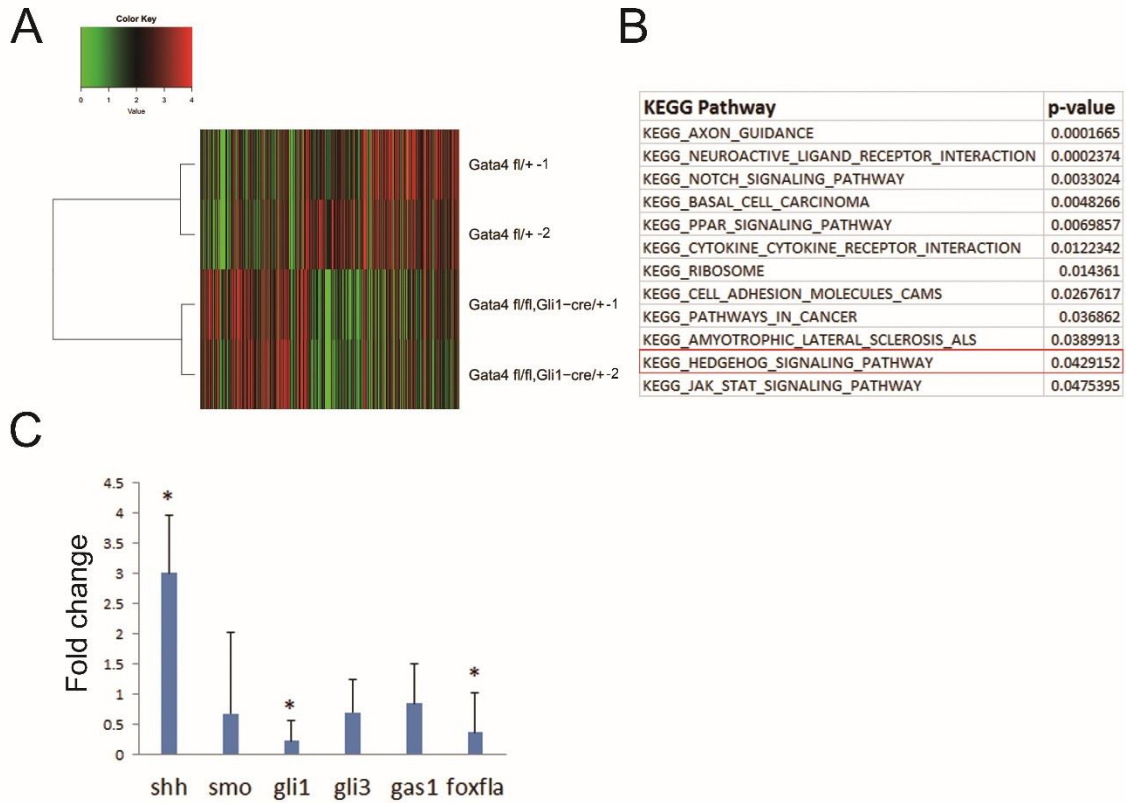 A
Color Key
0 1 2 3 4
Value
Gata4 fl/+ -1
Gata4 fl/+ -2
Gata4 fl/fl,Gli1-cre/+-1
Gata4 fl/fl,Gli1-cre/+-2
B
KEGG Pathway p-value
KEGG_AXON_GUIDANCE 0.0001665
KEGG_NEUROACTIVE_LIGAND_RECEPTOR_INTERACTION 0.0002374
KEGG_NOTCH_SIGNALING_PATHWAY 0.0033024
KEGG_BASAL_CELL_CARCINOMA 0.0048266
KEGG_PPAR_SIGNALING_PATHWAY 0.0069857
KEGG_CYTOKINE_CYTOKINE_RECEPTOR_INTERACTION 0.0122342
KEGG_RIBOSOME 0.014361
KEGG_CELL_ADHESION_MOLECULES_CAMS 0.0267617
KEGG_PATHWAYS_IN_CANCER 0.036862
KEGG_AMYOTROPHIC_LATERAL_SCLEROSIS_ALS 0.0389913
KEGG_HEDGEHOG_SIGNALING_PATHWAY 0.0429152
KEGG_JAK_STAT_SIGNALING_PATHWAY 0.0475395
C
Fold change
4.5
4
3.5
3
2.5
2
1.5
1
0.5
0
* * *
shh smo gli1 gli3 gas1 foxfla